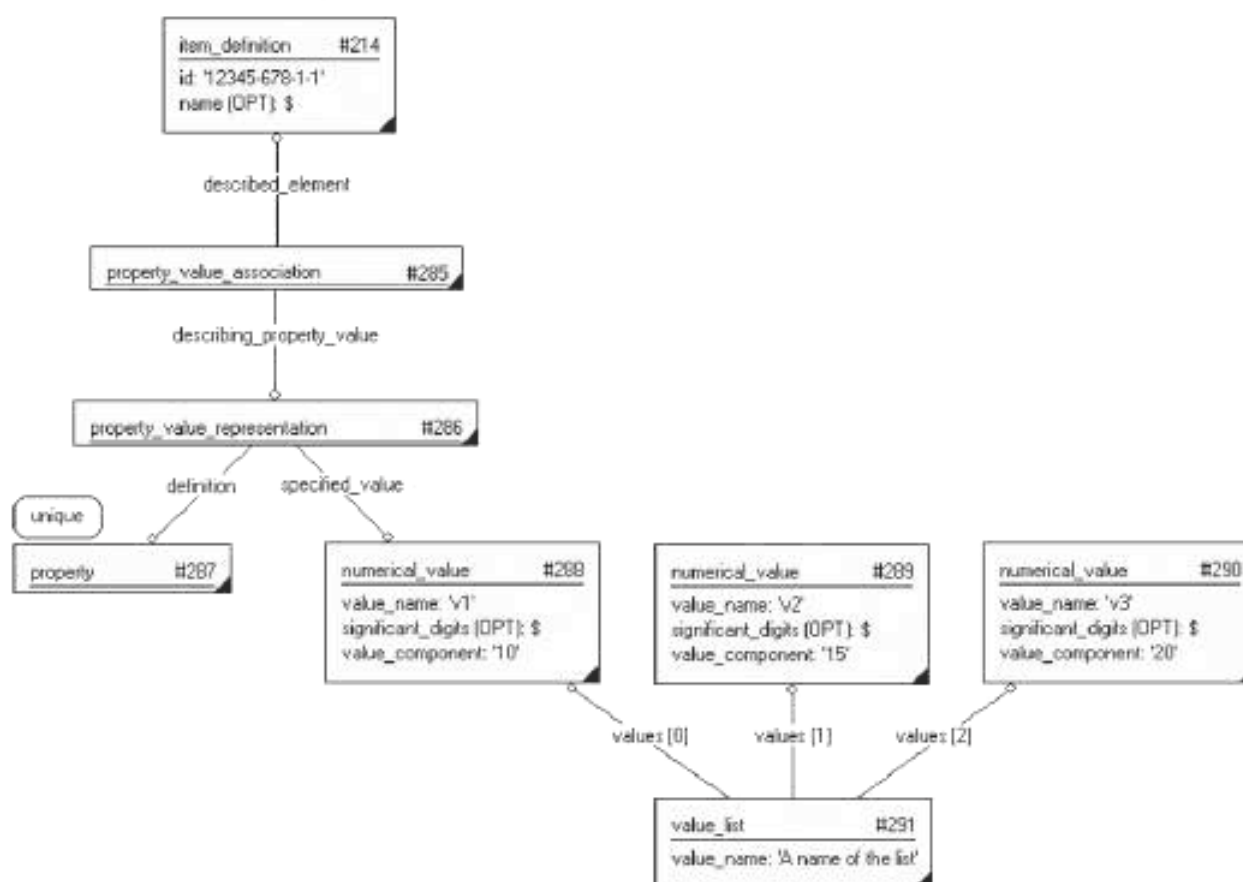 item_definition #214
id: '12345-678-1-1'
name (OPT): $
described_element
property_value_association #285
describing_property_value
property_value_representation #286
definition
specified_value
unique
property #287
numerical_value #288
value_name: 'v1'
significant_digits (OPT): $
value_component: '10'
numerical_value #289
value_name: 'v2'
significant_digits (OPT): $
value_component: '15'
numerical_value #290
value_name: 'v3'
significant_digits (OPT): $
value_component: '20'
values [0]
values [1]
values [2]
value_list #291
value_name: 'A name of the list'